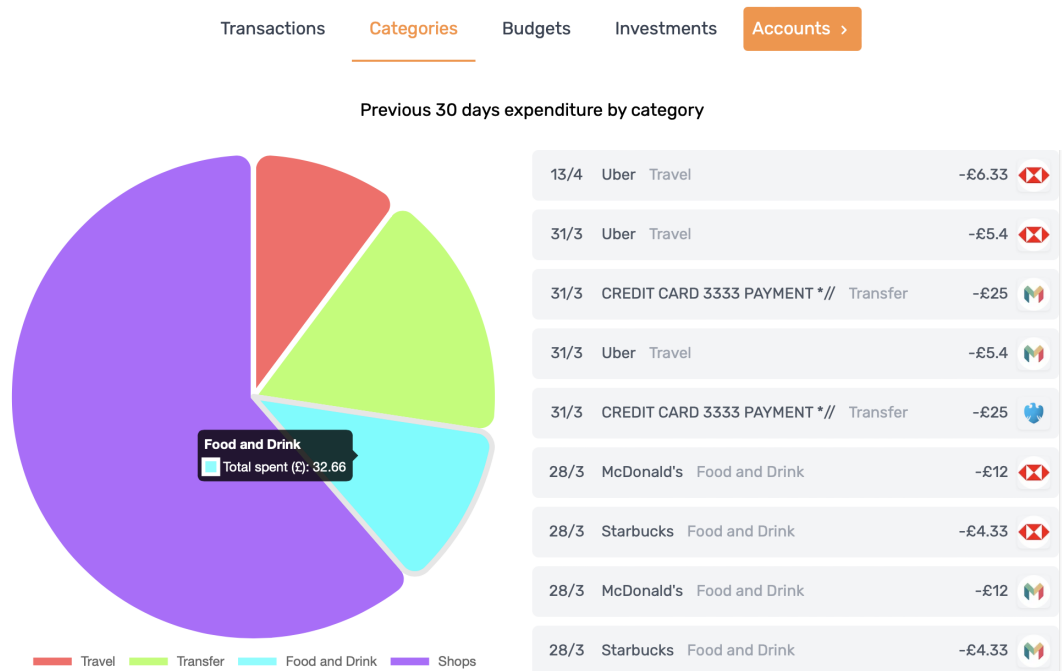 Transactions Categories Budgets Investments Accounts >
Previous 30 days expenditure by category
13/4 Uber Travel -£6.33
31/3 Uber Travel -£5.4
31/3 CREDIT CARD 3333 PAYMENT *// Transfer -£25
31/3 Uber Travel -£5.4
31/3 CREDIT CARD 3333 PAYMENT *// Transfer -£25
28/3 McDonald's Food and Drink -£12
28/3 Starbucks Food and Drink -£4.33
28/3 McDonald's Food and Drink -£12
28/3 Starbucks Food and Drink -£4.33
Food and Drink
Total spent (£): 32.66
Travel Transfer Food and Drink Shops